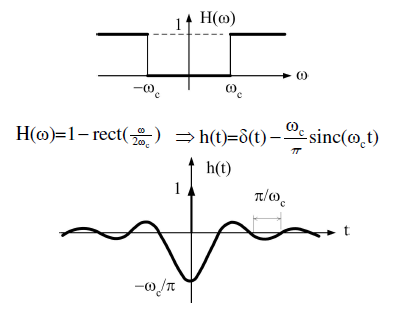 1 H(ω)
−ω_c ω_c ω
H(ω)=1− rect(ω/2ω_c) ⇒ h(t)=δ(t) − ω_c/π sinc(ω_c t)
h(t)
1 π/ω_c
t
−ω_c/π